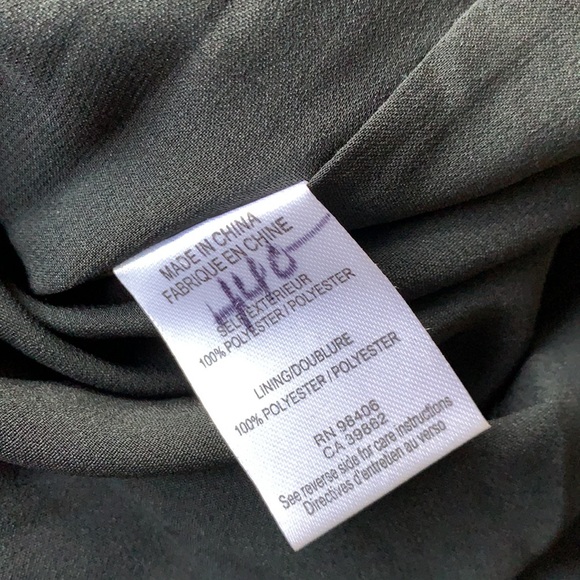 MADE IN CHINA
FABRIQUE EN CHINE
440
SELF/EXTÉRIEUR
100% POLYESTER / POLYESTER
LINING/DOUBLURE
100% POLYESTER / POLYESTER
RN 98406
CA 39862
See reverse side for care instructions
Directives d'entretien au verso